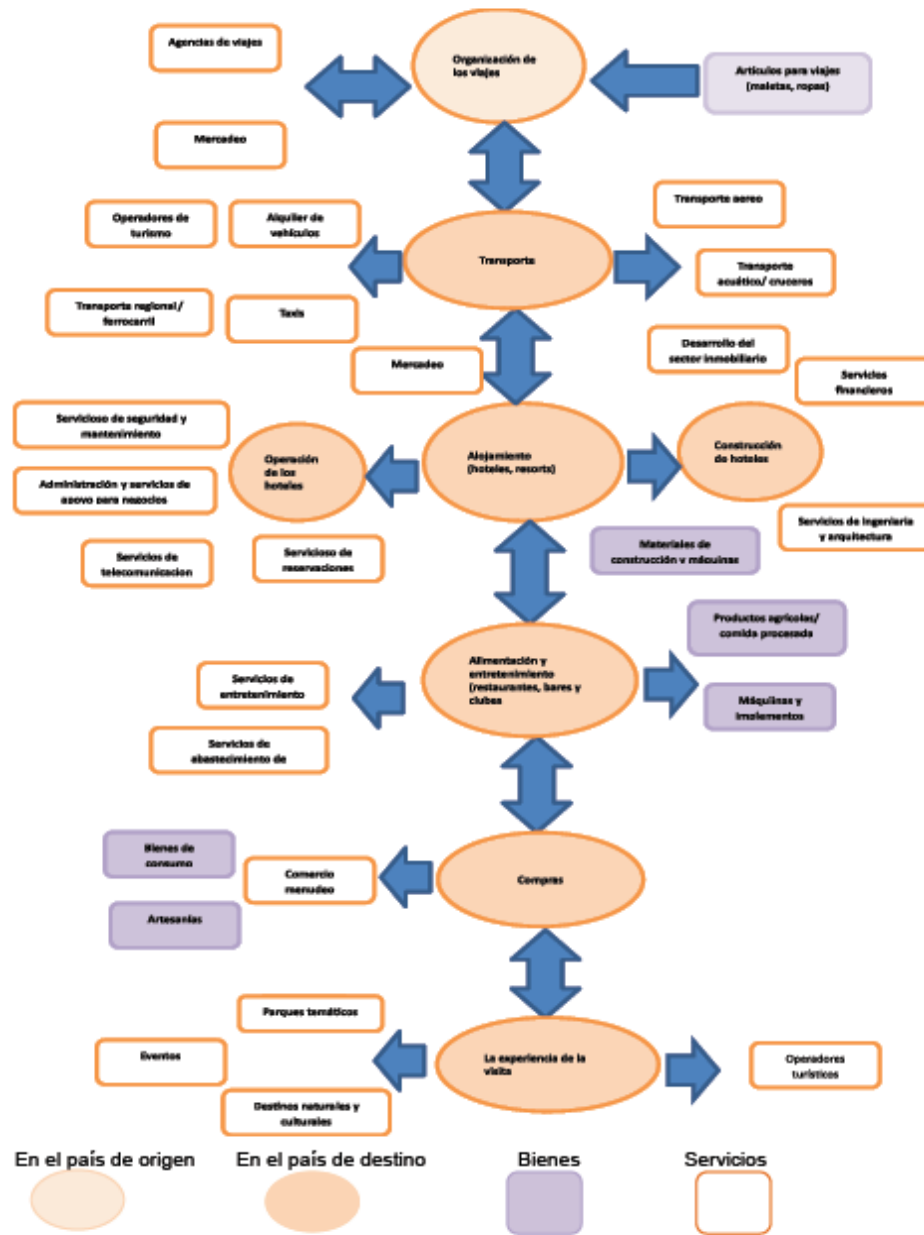 Agencias de viajes
Organización de
los viajes
Artículos para viajes
(maletas, ropas)
Mercadeo
Operadores de
turismo
Alquiler de
vehículos
Transporte aereo
Transporte
Transporte
acuático/ cruceros
Transporte regional/
ferrocarril
Taxis
Mercadeo
Desarrollo del
sector inmobiliario
Servicios
financieros
Servicioso de seguridad y
mantenimiento
Operación
de los
hoteles
Alojamiento
(hoteles, resorts)
Construcción
de hoteles
Administración y servicios de
apoyo para negocios
Servicios de
telecomunicacion
Servicioso de
reservaciones
Materiales de
construcción y máquinas
Servicios de ingeniería
y arquitectura
Productos agrícolas/
comida procesada
Alimentación y
entretenimiento
(restaurantes, bares y
clubes
Servicios de
entretenimiento
Máquinas y
implementos
Servicios de
abastecimiento de
Bienes de
consumo
Comercio
menudeo
Compras
Artesanías
Parques temáticos
Eventos
La experiencia de la
visita
Operadores
turísticos
Destinos naturales y
culturales
En el país de origen
En el país de destino
Bienes
Servicios